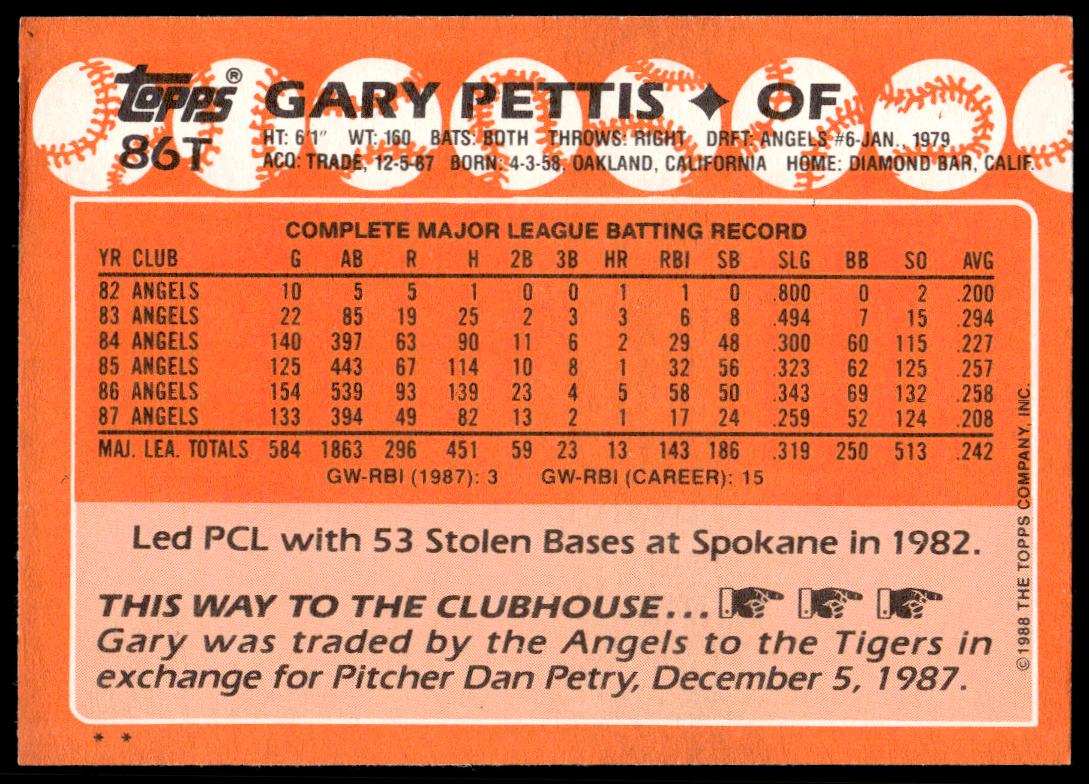 topps® GARY PETTIS ✦ OF
86T
HT: 6'1" WT: 160 BATS: BOTH THROWS: RIGHT DRFT: ANGELS #6-JAN., 1979
ACQ: TRADE, 12-5-87 BORN: 4-3-58, OAKLAND, CALIFORNIA HOME: DIAMOND BAR, CALIF.
COMPLETE MAJOR LEAGUE BATTING RECORD
YR CLUB G AB R H 2B 3B HR RBI SB SLG BB SO AVG
82 ANGELS 10 5 5 1 0 0 1 1 0 .800 0 2 .200
83 ANGELS 22 85 19 25 2 3 3 6 8 .494 7 15 .294
84 ANGELS 140 397 63 90 11 6 2 29 48 .300 60 115 .227
85 ANGELS 125 443 67 114 10 8 1 32 56 .323 62 125 .257
86 ANGELS 154 539 93 139 23 4 5 58 50 .343 69 132 .258
87 ANGELS 133 394 49 82 13 2 1 17 24 .259 52 124 .208
MAJ. LEA. TOTALS 584 1863 296 451 59 23 13 143 186 .319 250 513 .242
GW-RBI (1987): 3 GW-RBI (CAREER): 15
Led PCL with 53 Stolen Bases at Spokane in 1982.
THIS WAY TO THE CLUBHOUSE...
Gary was traded by the Angels to the Tigers in
exchange for Pitcher Dan Petry, December 5, 1987.
©1988 THE TOPPS COMPANY, INC.
* *